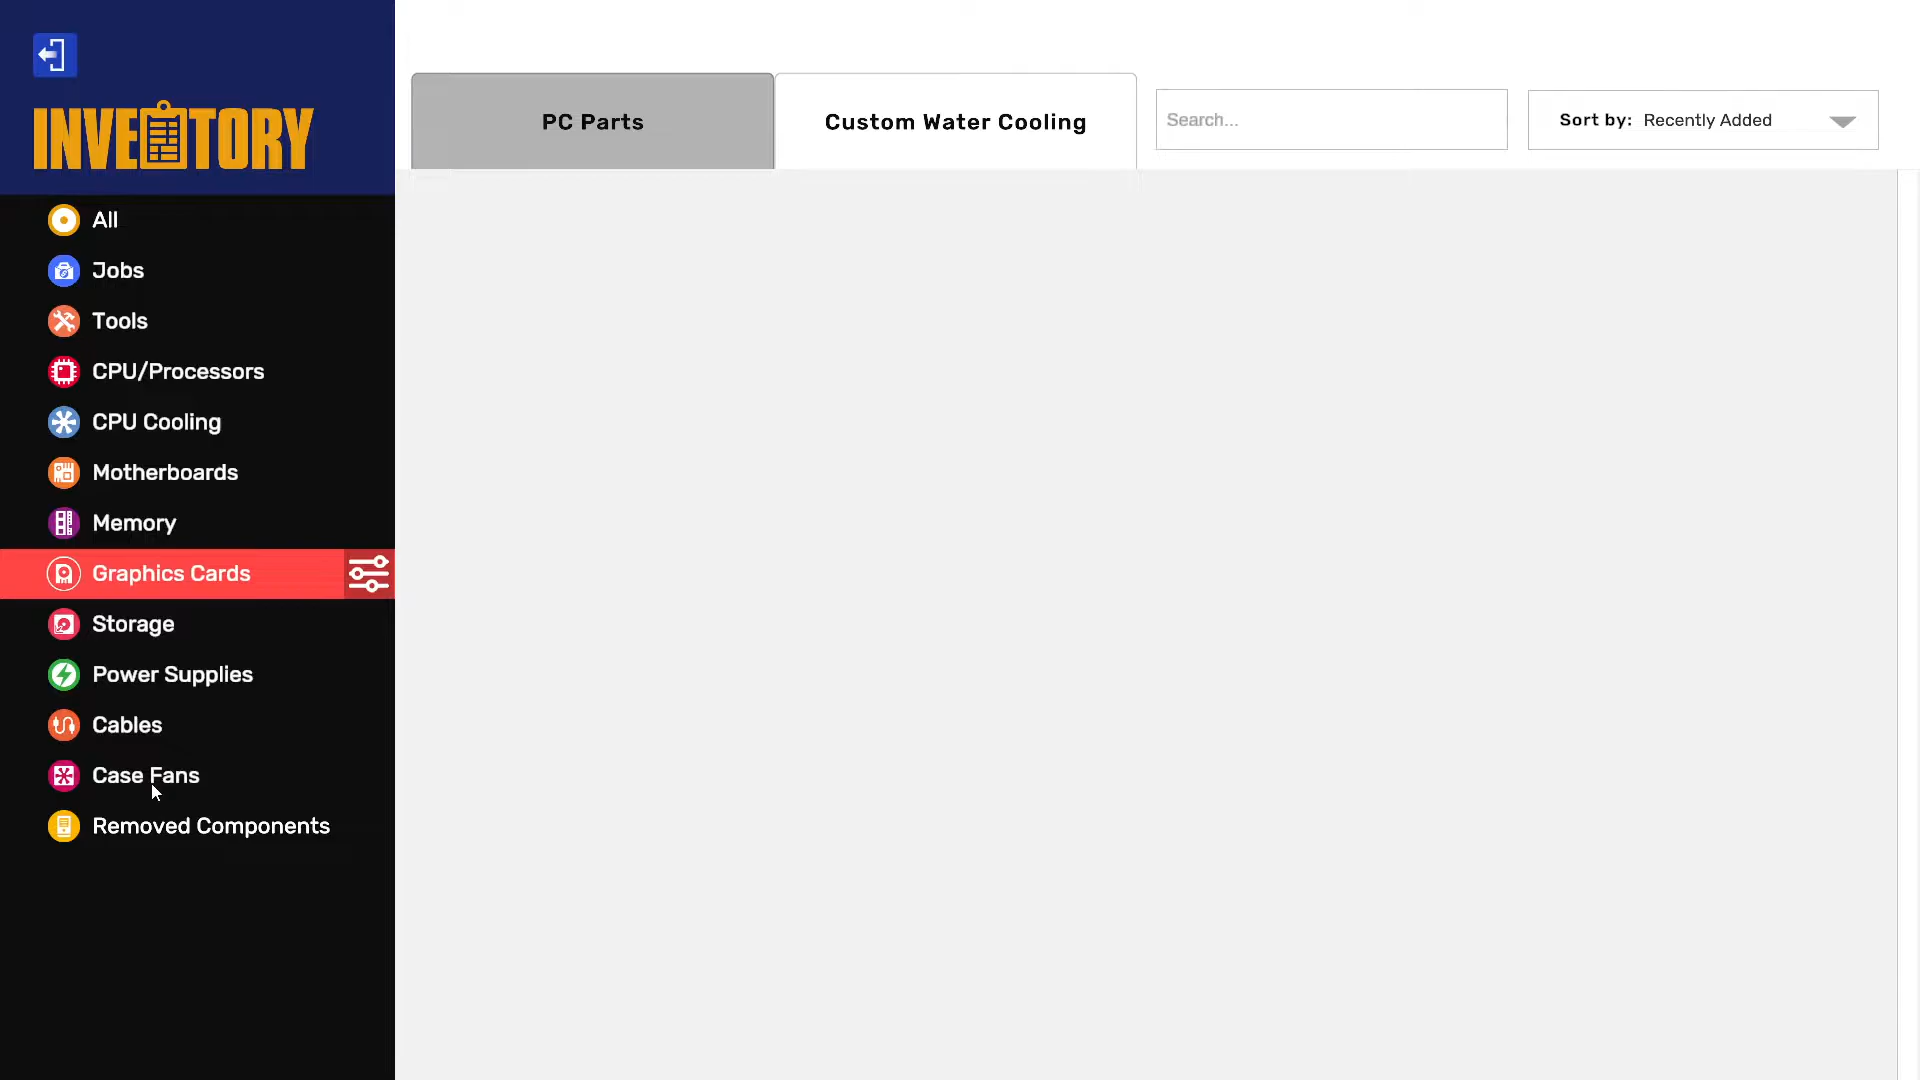 INVENTORY
PC Parts
Custom Water Cooling
Search...
Sort by: Recently Added
All
Jobs
Tools
CPU/Processors
CPU Cooling
Motherboards
Memory
Graphics Cards
Storage
Power Supplies
Cables
Case Fans
Removed Components